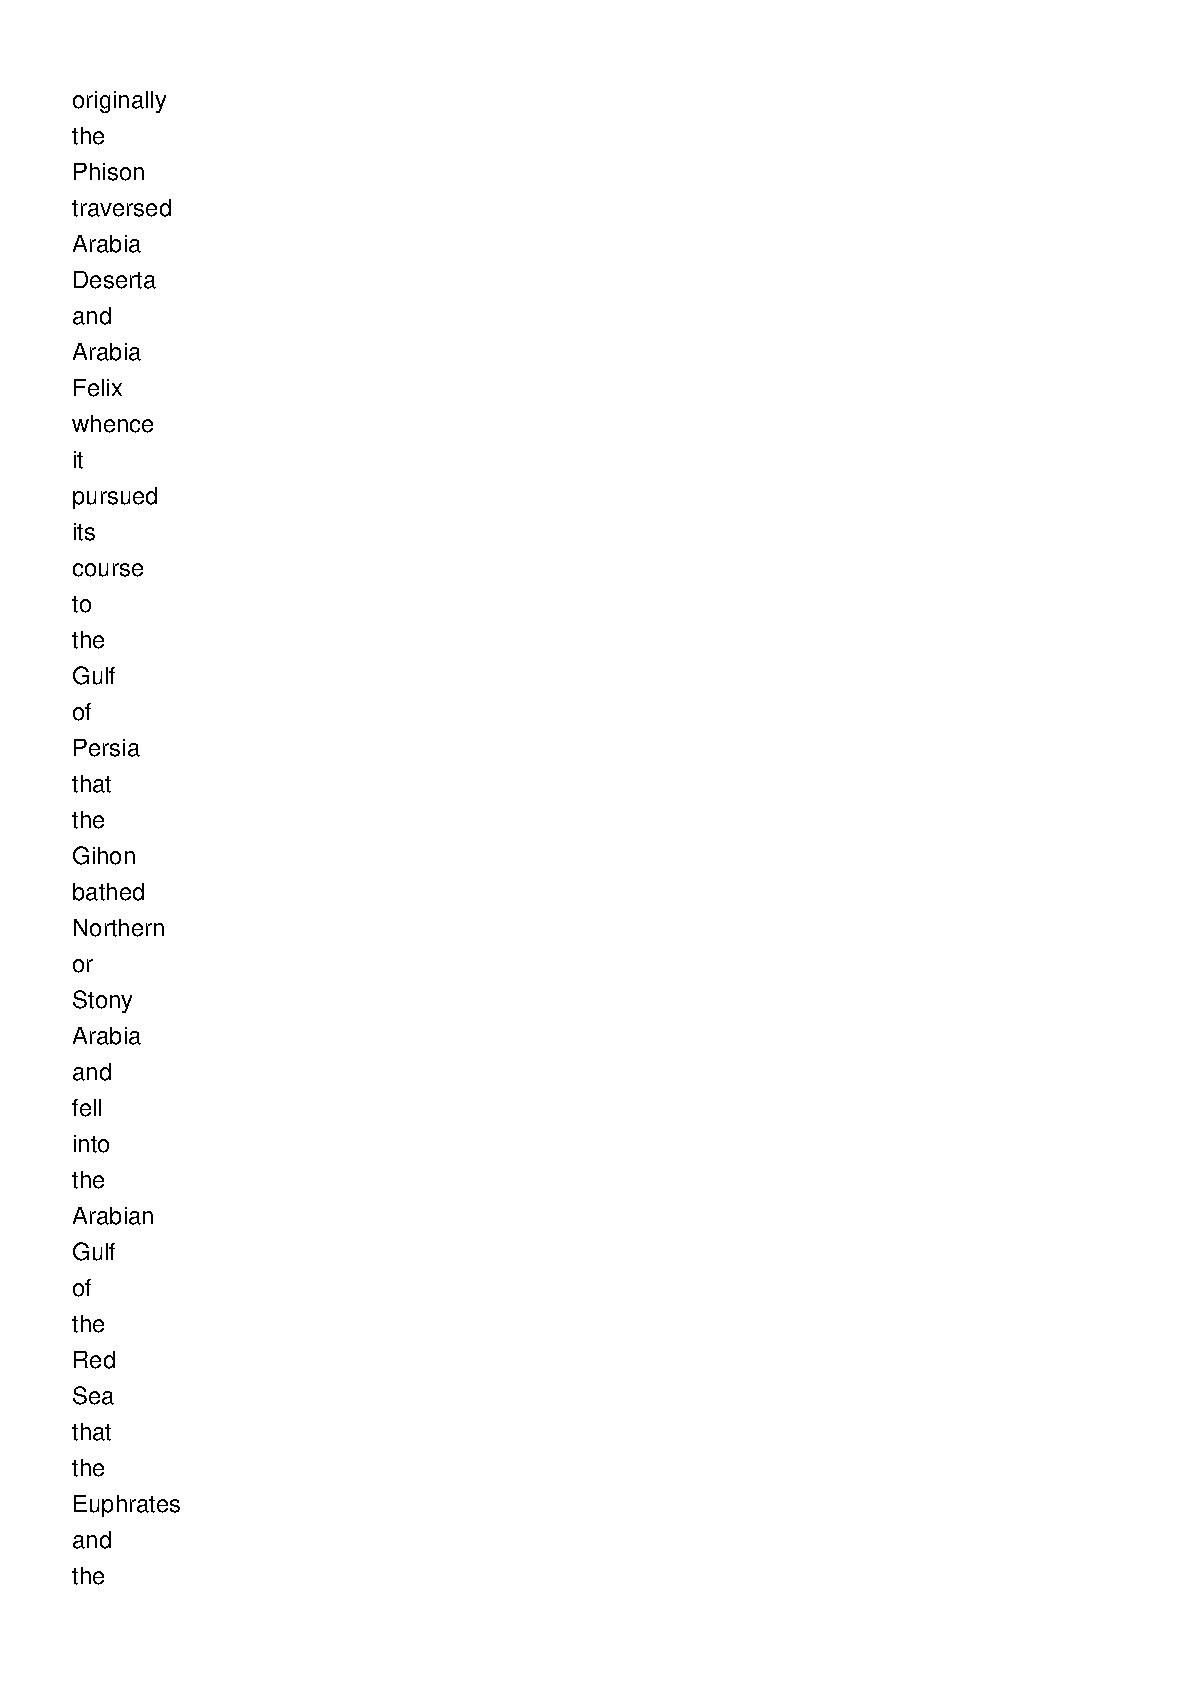 originally
the
Phison
traversed
Arabia
Deserta
and
Arabia
Felix
whence
it
pursued
its
course
to
the
Gulf
of
Persia
that
the
Gihon
bathed
Northern
or
Stony
Arabia
and
fell
into
the
Arabian
Gulf
of
the
Red
Sea
that
the
Euphrates
and
the